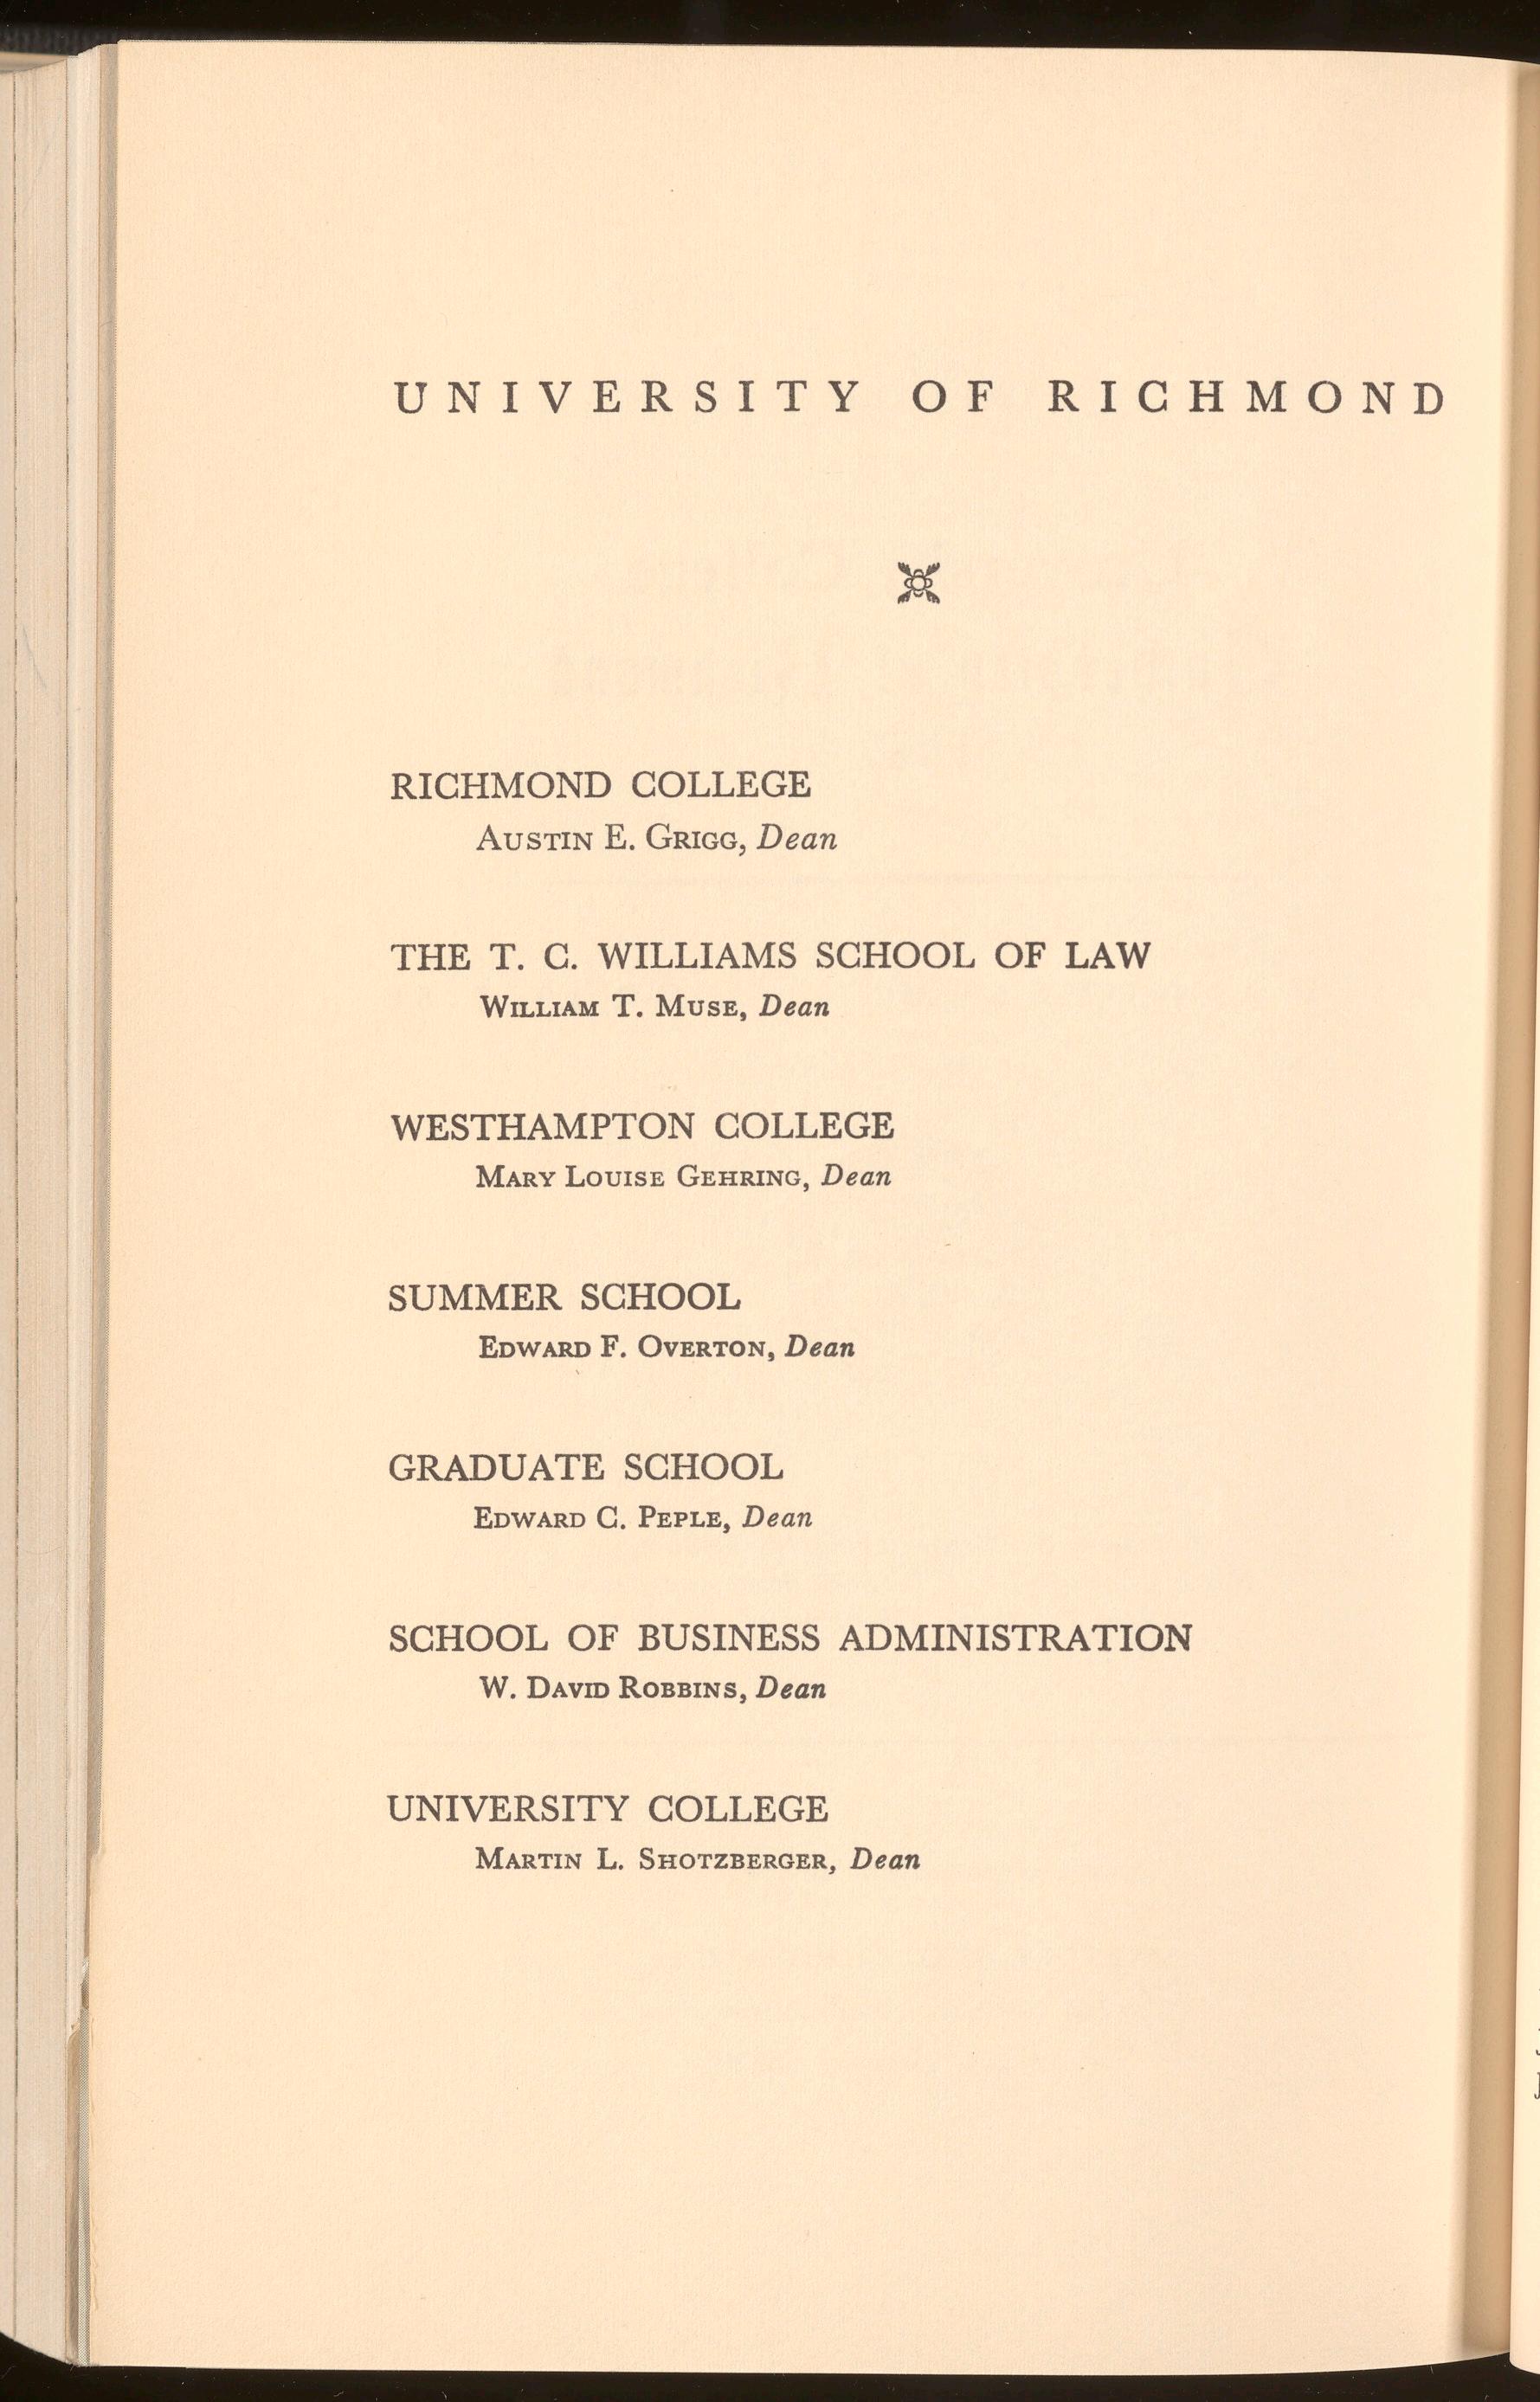 UNIVERSITY OF RICHMOND
RICHMOND COLLEGE
AUSTIN E. GRIGG, Dean
THE T. C. WILLIAMS SCHOOL OF LAW
WILLIAM T. MUSE, Dean
WESTHAMPTON COLLEGE
MARY LOUISE GEHRING, Dean
SUMMER SCHOOL
EDWARD F. OVERTON, Dean
GRADUATE SCHOOL
EDWARD C. PEPLE, Dean
SCHOOL OF BUSINESS ADMINISTRATION
W. DAVID ROBBINS, Dean
UNIVERSITY COLLEGE
MARTIN L. SHOTZBERGER, Dean